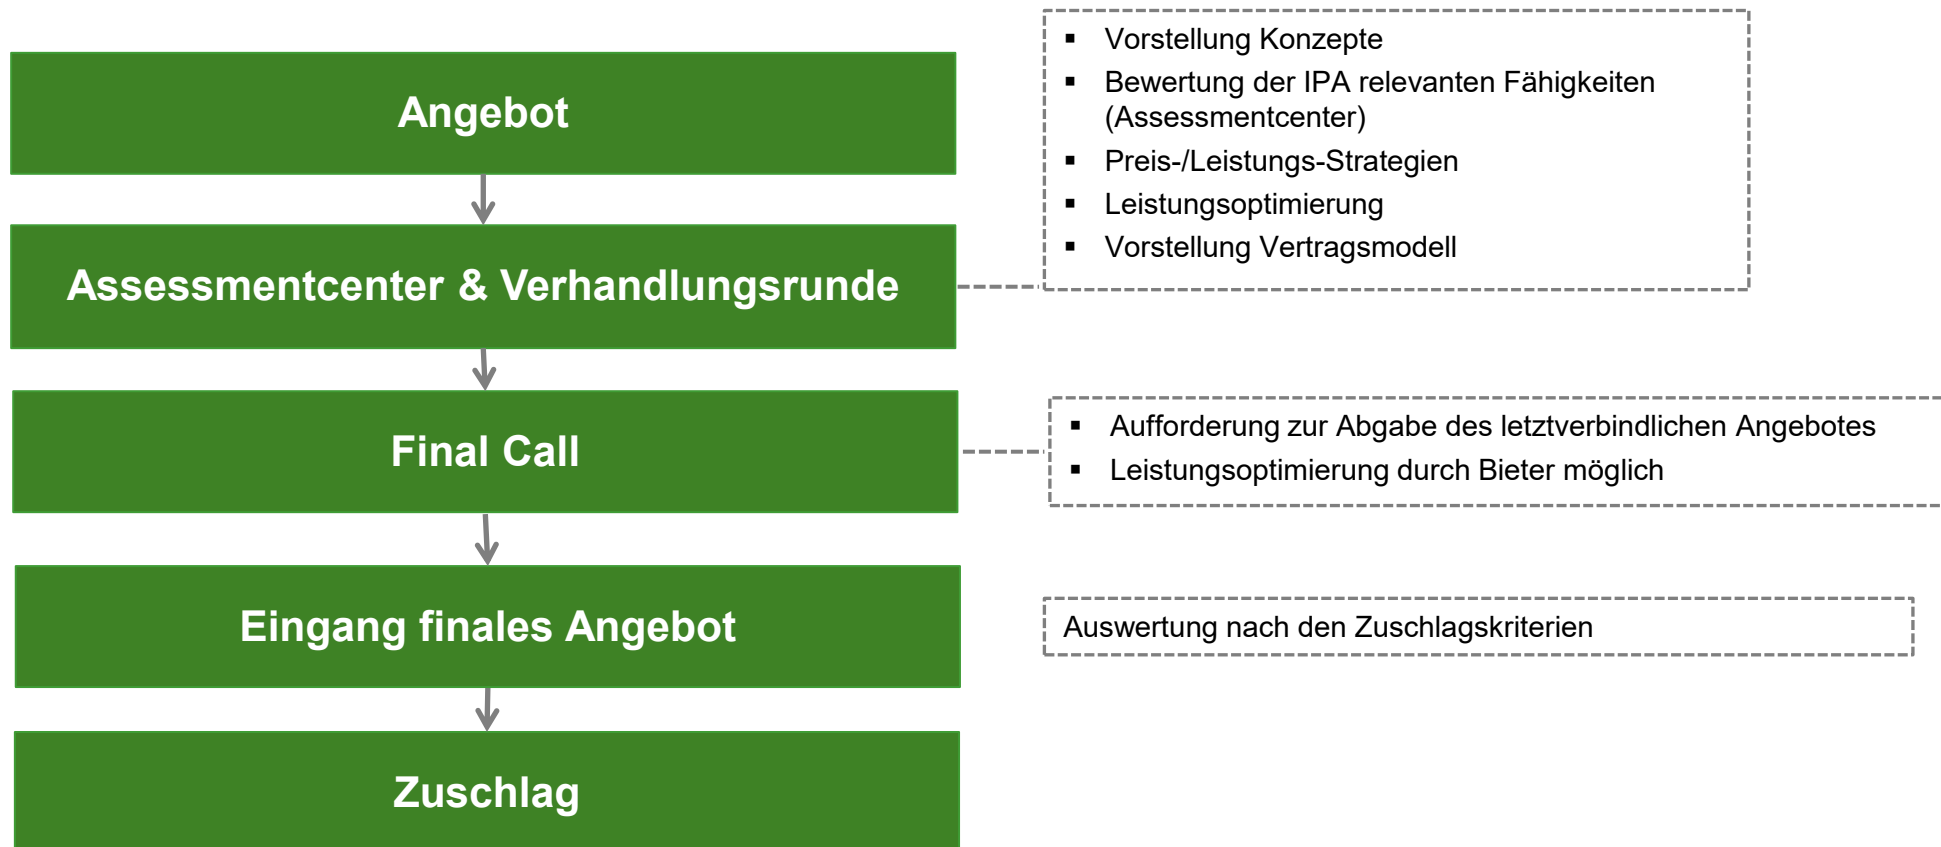 Angebot
Assessmentcenter & Verhandlungsrunde
▪ Vorstellung Konzepte
▪ Bewertung der IPA relevanten Fähigkeiten
(Assessmentcenter)
▪ Preis-/Leistungs-Strategien
▪ Leistungsoptimierung
▪ Vorstellung Vertragsmodell
Final Call
▪ Aufforderung zur Abgabe des letztverbindlichen Angebotes
▪ Leistungsoptimierung durch Bieter möglich
Eingang finales Angebot
Auswertung nach den Zuschlagskriterien
Zuschlag